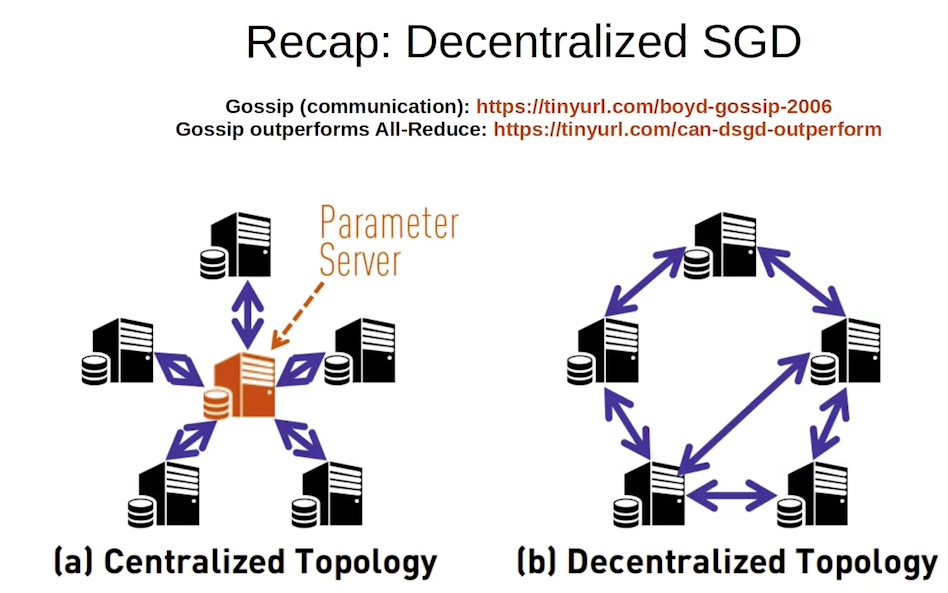 Recap: Decentralized SGD
Gossip (communication): https://tinyurl.com/boyd-gossip-2006
Gossip outperforms All-Reduce: https://tinyurl.com/can-dsgd-outperform
Parameter
Server
(a) Centralized Topology
(b) Decentralized Topology